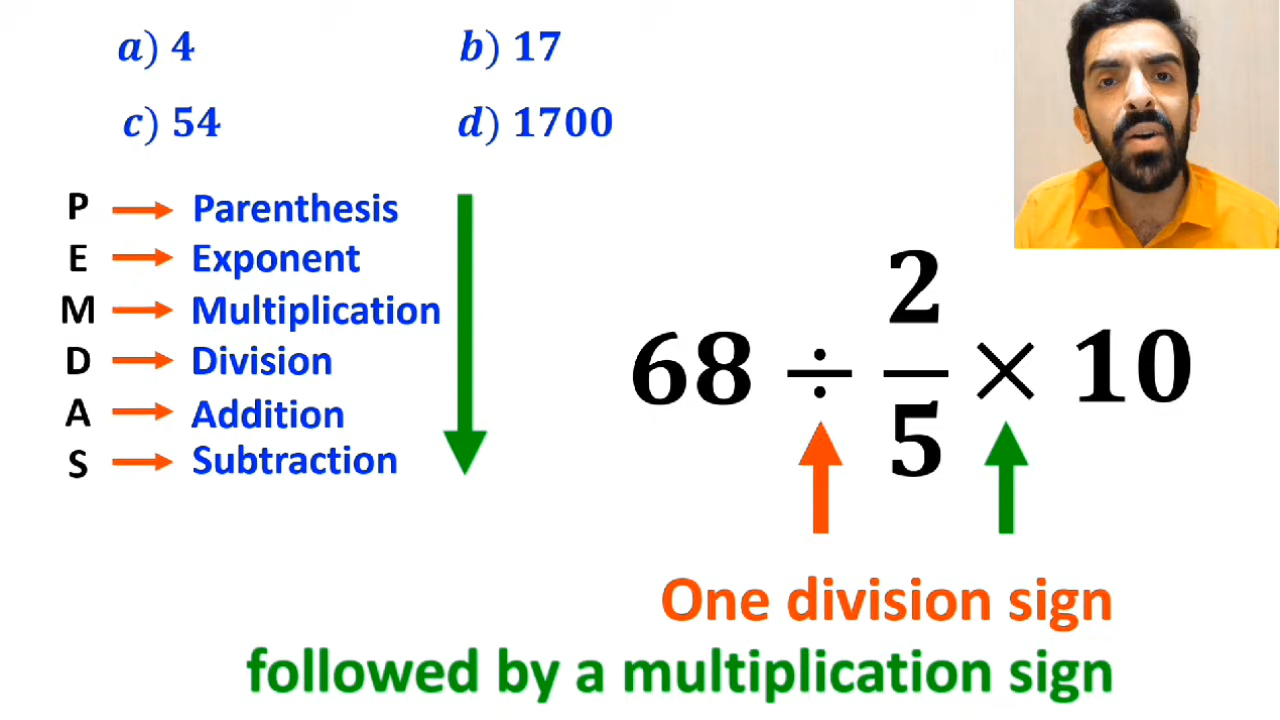 a) 4 b) 17
c) 54 d) 1700
P → Parenthesis
E → Exponent
M → Multiplication
D → Division
A → Addition
S → Subtraction
68 ÷ 2/5 × 10
One division sign
followed by a multiplication sign